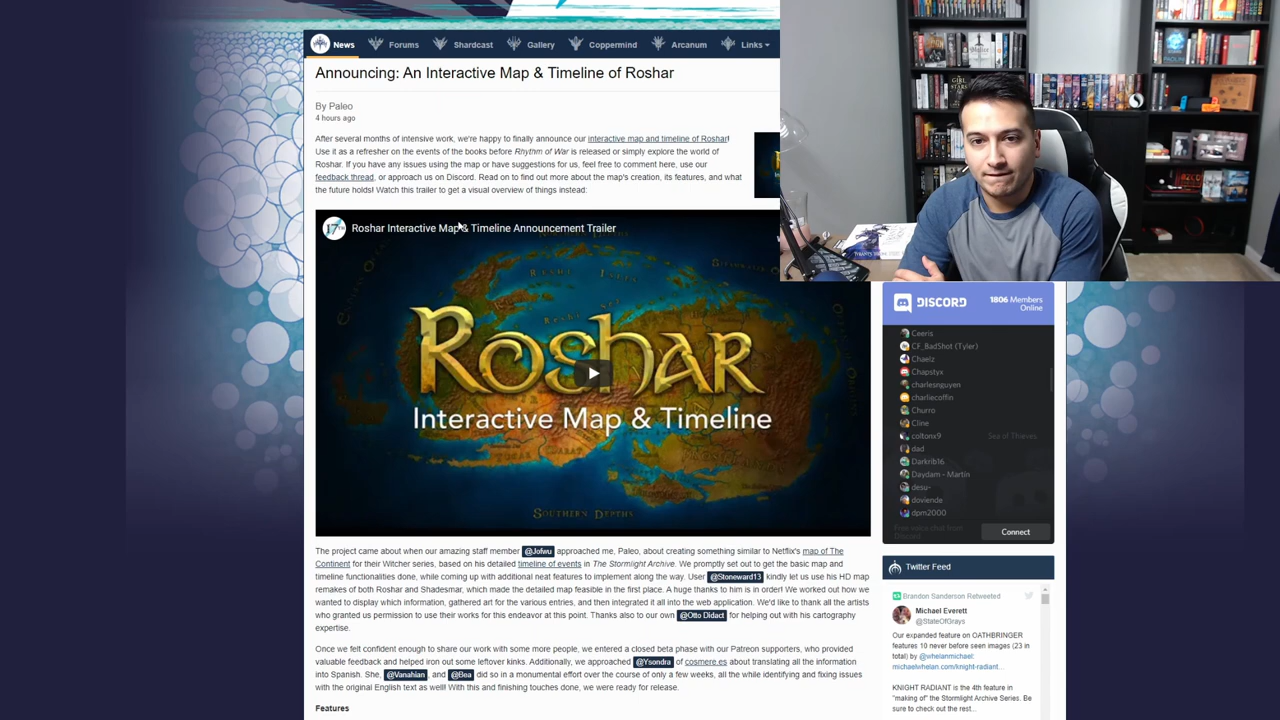 News
Forums
Shardcast
Gallery
Coppermind
Arcanum
Links
Announcing: An Interactive Map & Timeline of Roshar
By Paleo
4 hours ago
After several months of intensive work, we're happy to finally announce our interactive map and timeline of Roshar!
Use it as a refresher on the events of the books before Rhythm of War is released or simply explore the world of
Roshar. If you have any issues using the map or have suggestions for us, feel free to comment here, use our
feedback thread, or approach us on Discord. Read on to find out more about the map's creation, its features, and what
the future holds! Watch this trailer to get a visual overview of things instead:
17TH
Roshar Interactive Map & Timeline Announcement Trailer
ROSHAR
Interactive Map & Timeline
SOUTHERN DEPTHS
The project came about when our amazing staff member @Jofwu approached me, Paleo, about creating something similar to Netflix's map of The
Continent for their Witcher series, based on his detailed timeline of events in The Stormlight Archive. We promptly set out to get the basic map and
timeline functionalities done, while coming up with additional neat features to implement along the way. User @Stoneward13 kindly let us use his HD map
remakes of both Roshar and Shadesmar, which made the detailed map feasible in the first place. A huge thanks to him is in order! We worked out how we
wanted to display which information, gathered art for the various entries, and then integrated it all into the web application. We'd like to thank all the artists
who granted us permission to use their works for this endeavor at this point. Thanks also to our own @Otto Didact for helping out with his cartography
expertise.
Once we felt confident enough to share our work with some more people, we entered a closed beta phase with our Patreon supporters, who provided
valuable feedback and helped iron out some leftover kinks. Additionally, we approached @Ysondra of cosmere.es about translating all the information
into Spanish. She, @Vanahian, and @Bea did so in a monumental effort over the course of only a few weeks, all the while identifying and fixing issues
with the original English text as well! With this and finishing touches done, we were ready for release.
Features
DISCORD
1806 Members
Online
Ceeris
CF_BadShot (Tyler)
Chaelz
Chapstyx
charlesnguyen
charliecoffin
Churro
Cline
coltonx9 Sea of Thieves
dad
Darkrib16
Daydam - Martin
desu-
doviende
dpm2000
Free voice chat from
Discord
Connect
Twitter Feed
Brandon Sanderson Retweeted
Michael Everett
@StateOfGrays
Our expanded feature on OATHBRINGER
members 10 never before seen images (23 in
total) by @whelanmichael:
michaelwhelan.com/knight-radiant...
KNIGHT RADIANT is the 4th feature in
"making of" the Stormlight Archive Series. Be
sure to check out the rest...